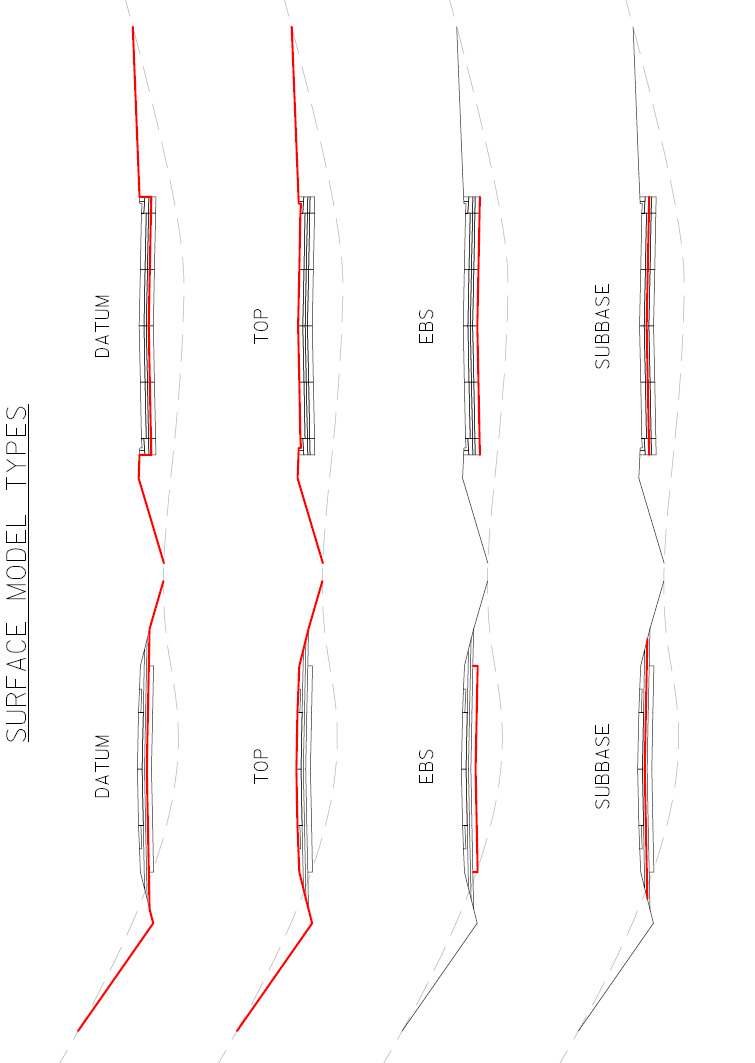 SURFACE MODEL TYPES
DATUM
DATUM
TOP
TOP
EBS
EBS
SUBBASE
SUBBASE